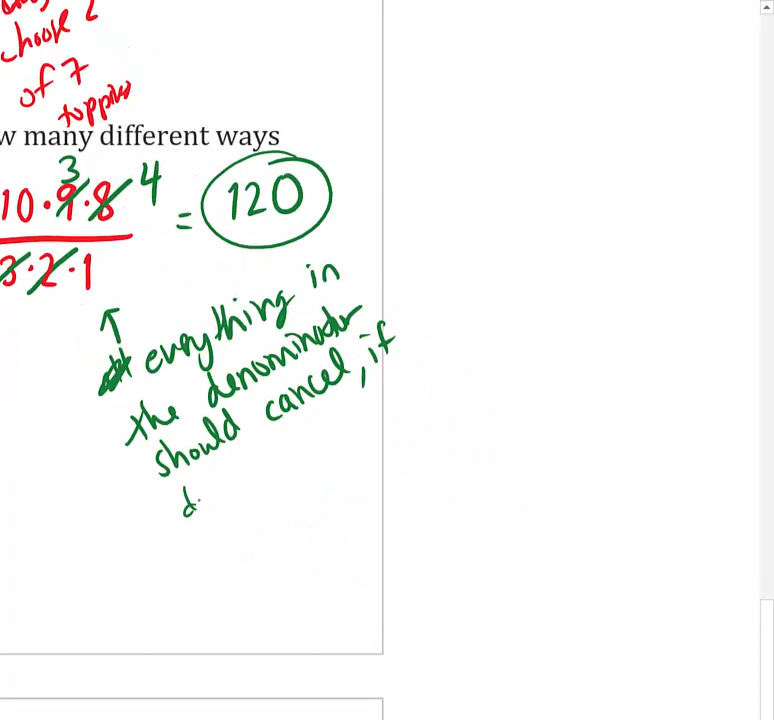 choose 2
of 7
toppins
w many different ways
3
10 · 9 · 8 4
= 120
3 · 2 · 1
everything in
the denominator
should cancel, if
d